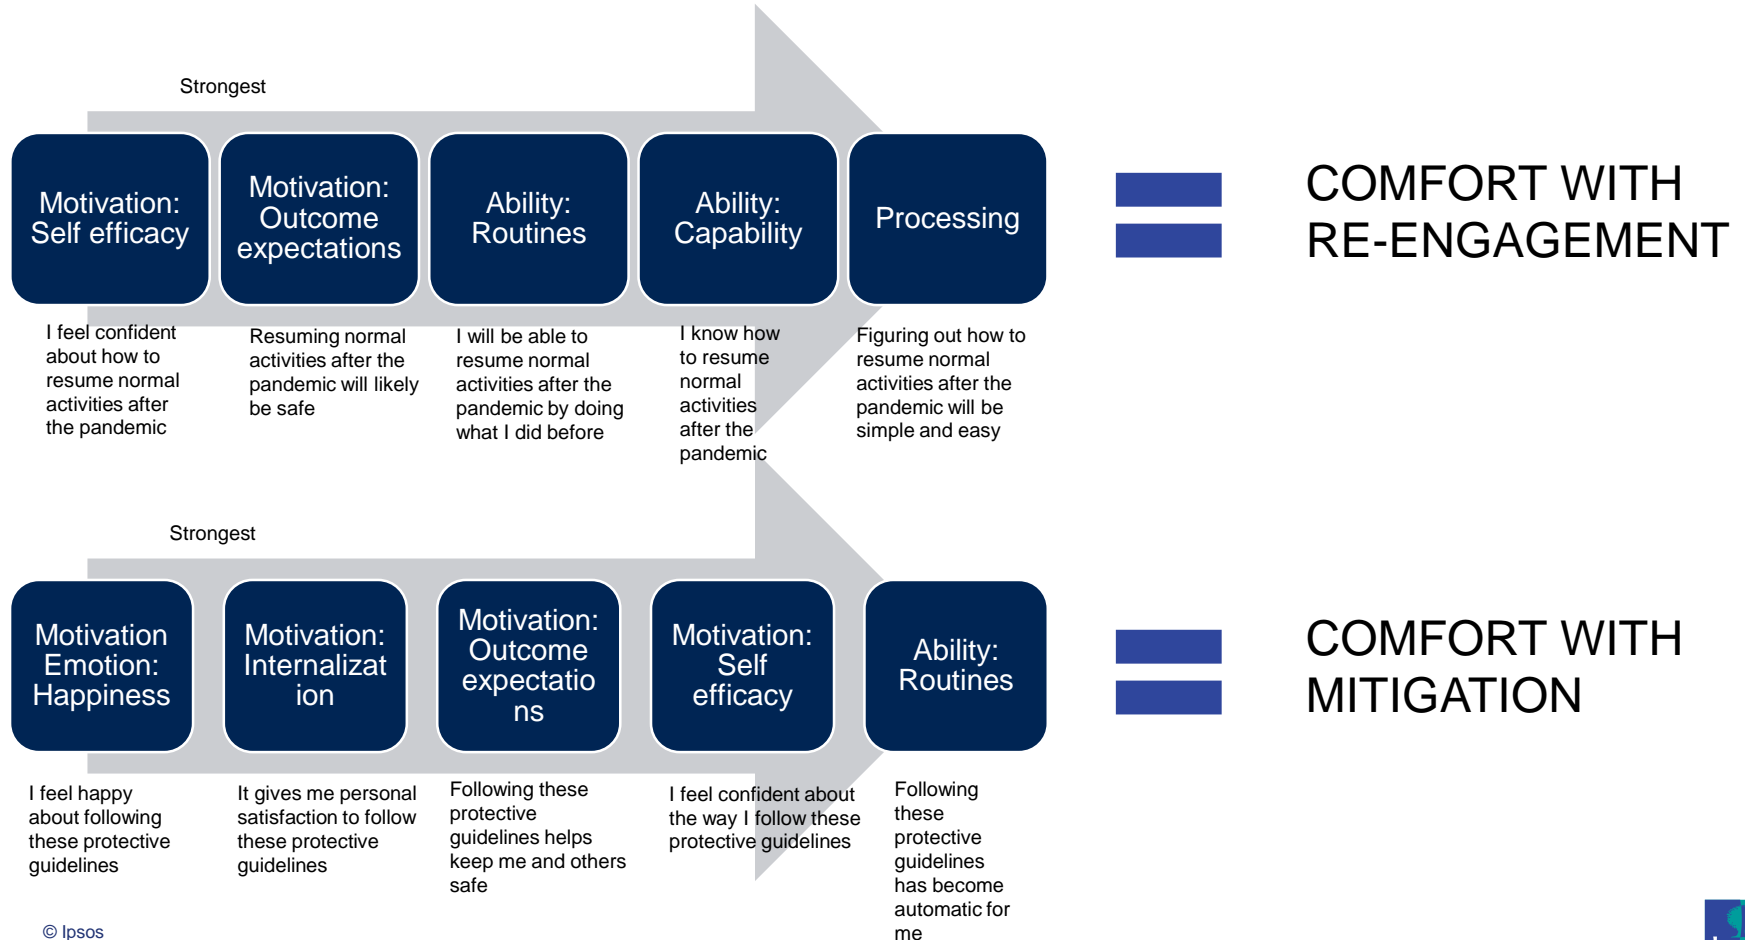 Strongest
Motivation:
Self efficacy
Motivation:
Outcome
expectations
Ability:
Routines
Ability:
Capability
Processing
COMFORT WITH
RE-ENGAGEMENT
I feel confident
about how to
resume normal
activities after
the pandemic
Resuming normal
activities after the
pandemic will likely
be safe
I will be able to
resume normal
activities after the
pandemic by doing
what I did before
I know how
to resume
normal
activities
after the
pandemic
Figuring out how to
resume normal
activities after the
pandemic will be
simple and easy
Strongest
Motivation
Emotion:
Happiness
Motivation:
Internalizat
ion
Motivation:
Outcome
expectatio
ns
Motivation:
Self
efficacy
Ability:
Routines
COMFORT WITH
MITIGATION
I feel happy
about following
these protective
guidelines
It gives me personal
satisfaction to follow
these protective
guidelines
Following these
protective
guidelines helps
keep me and others
safe
I feel confident about
the way I follow these
protective guidelines
Following
these
protective
guidelines
has become
automatic for
me
© Ipsos